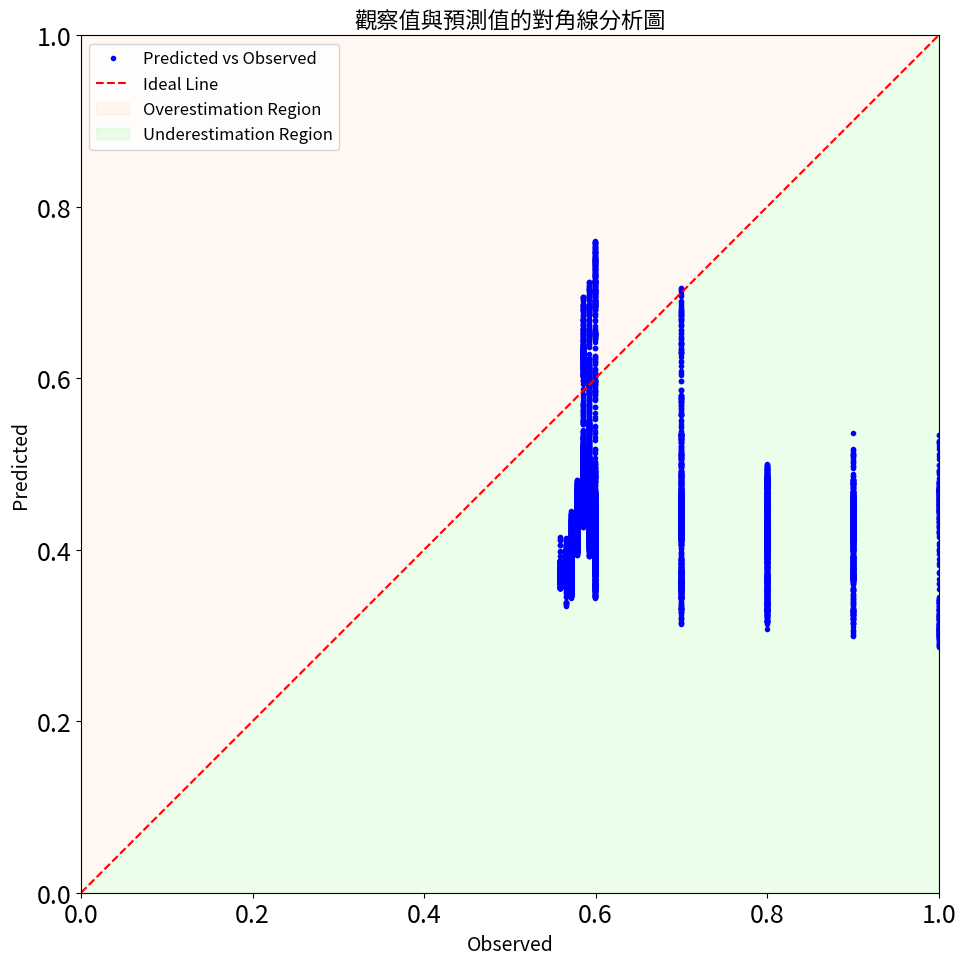 觀察值與預測值的對角線分析圖
1.0
Predicted vs Observed
Ideal Line
Overestimation Region
Underestimation Region
0.8
0.6
0.4
0.2
0.0
Predicted
0.0 0.2 0.4 0.6 0.8 1.0
Observed